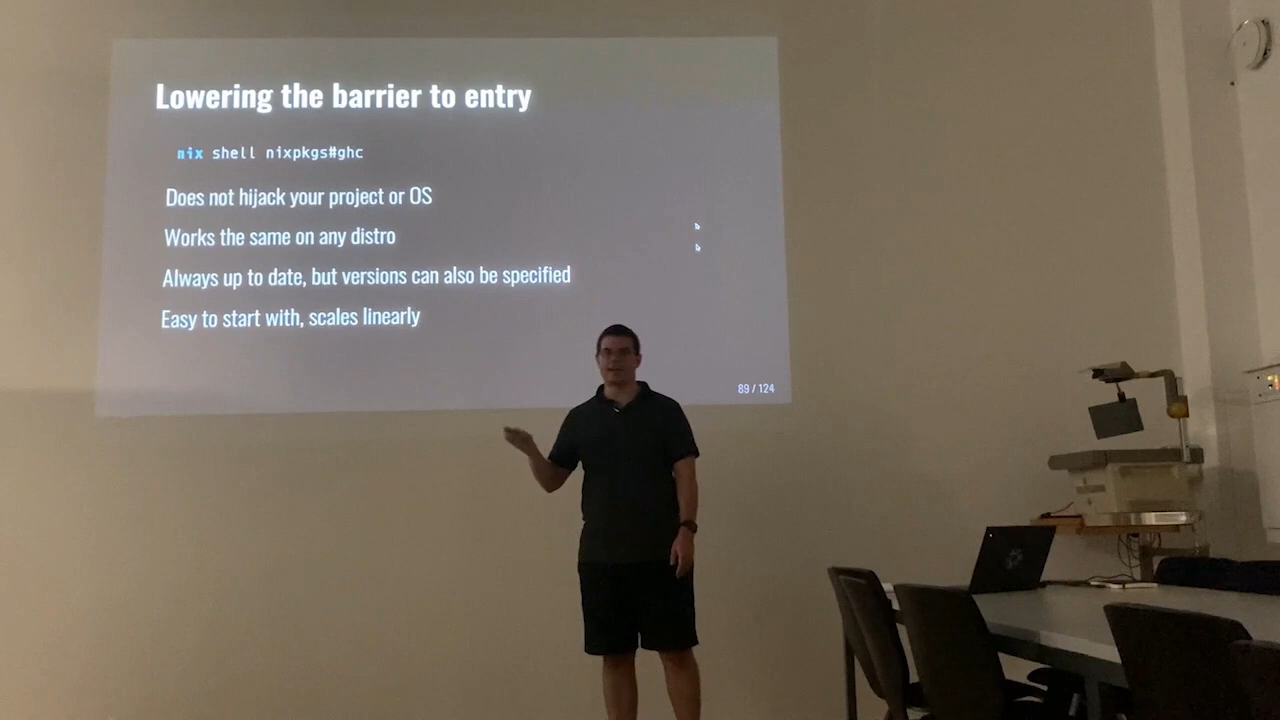 Lowering the barrier to entry
nix shell nixpkgs#ghc
Does not hijack your project or OS
Works the same on any distro
Always up to date, but versions can also be specified
Easy to start with, scales linearly
89 / 124